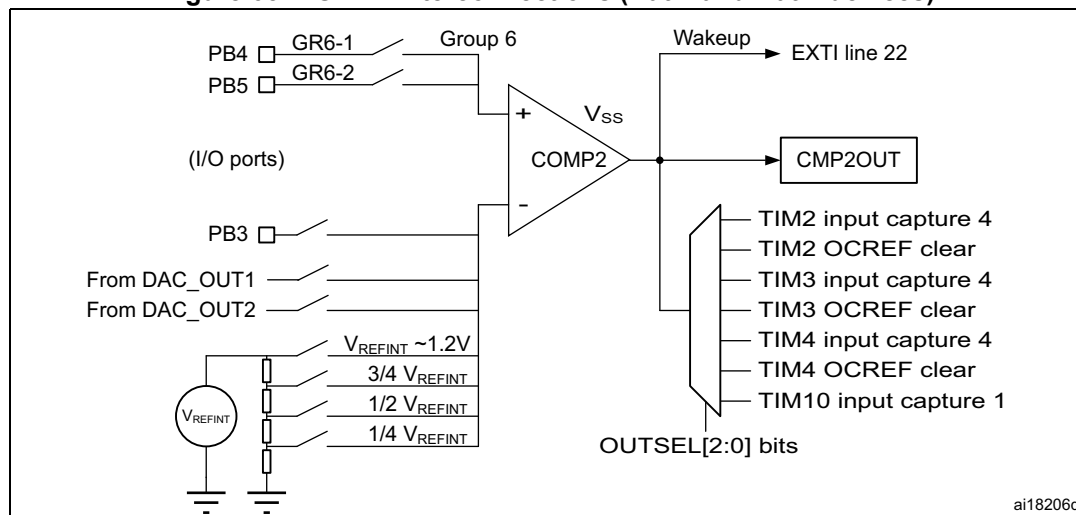 PB4 GR6-1 Group 6 Wakeup EXTI line 22
PB5 GR6-2
+ VSS
(I/O ports) COMP2 CMP2OUT
-
PB3
TIM2 input capture 4
TIM2 OCREF clear
From DAC_OUT1 TIM3 input capture 4
From DAC_OUT2 TIM3 OCREF clear
VREFINT ~1.2V TIM4 input capture 4
3/4 VREFINT TIM4 OCREF clear
VREFINT 1/2 VREFINT TIM10 input capture 1
1/4 VREFINT OUTSEL[2:0] bits